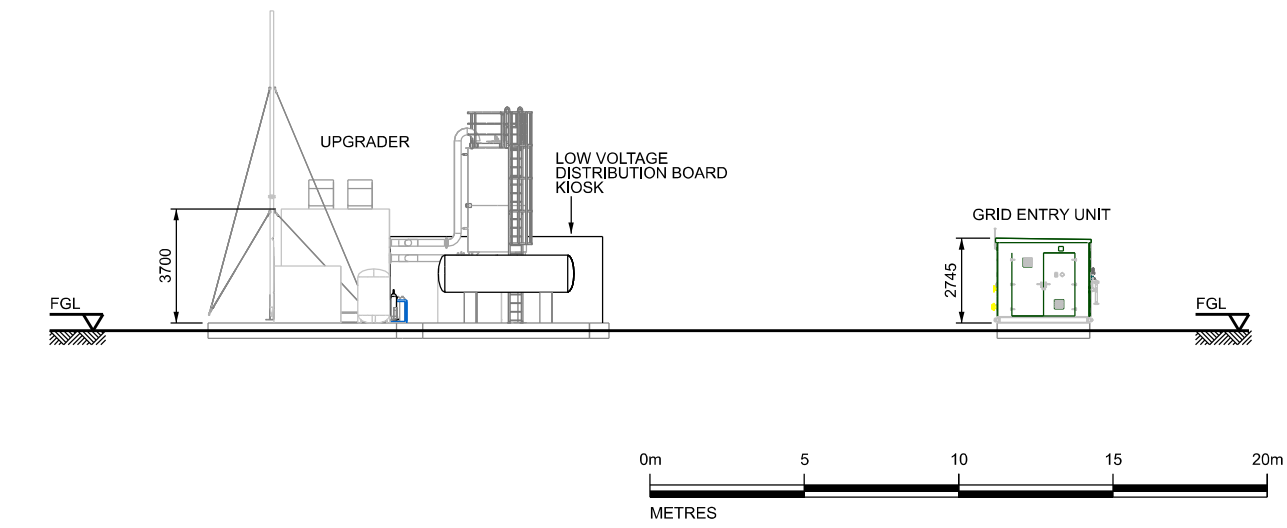 UPGRADER
LOW VOLTAGE
DISTRIBUTION BOARD
KIOSK
GRID ENTRY UNIT
3700
2745
FGL
FGL
0m 5 10 15 20m
METRES